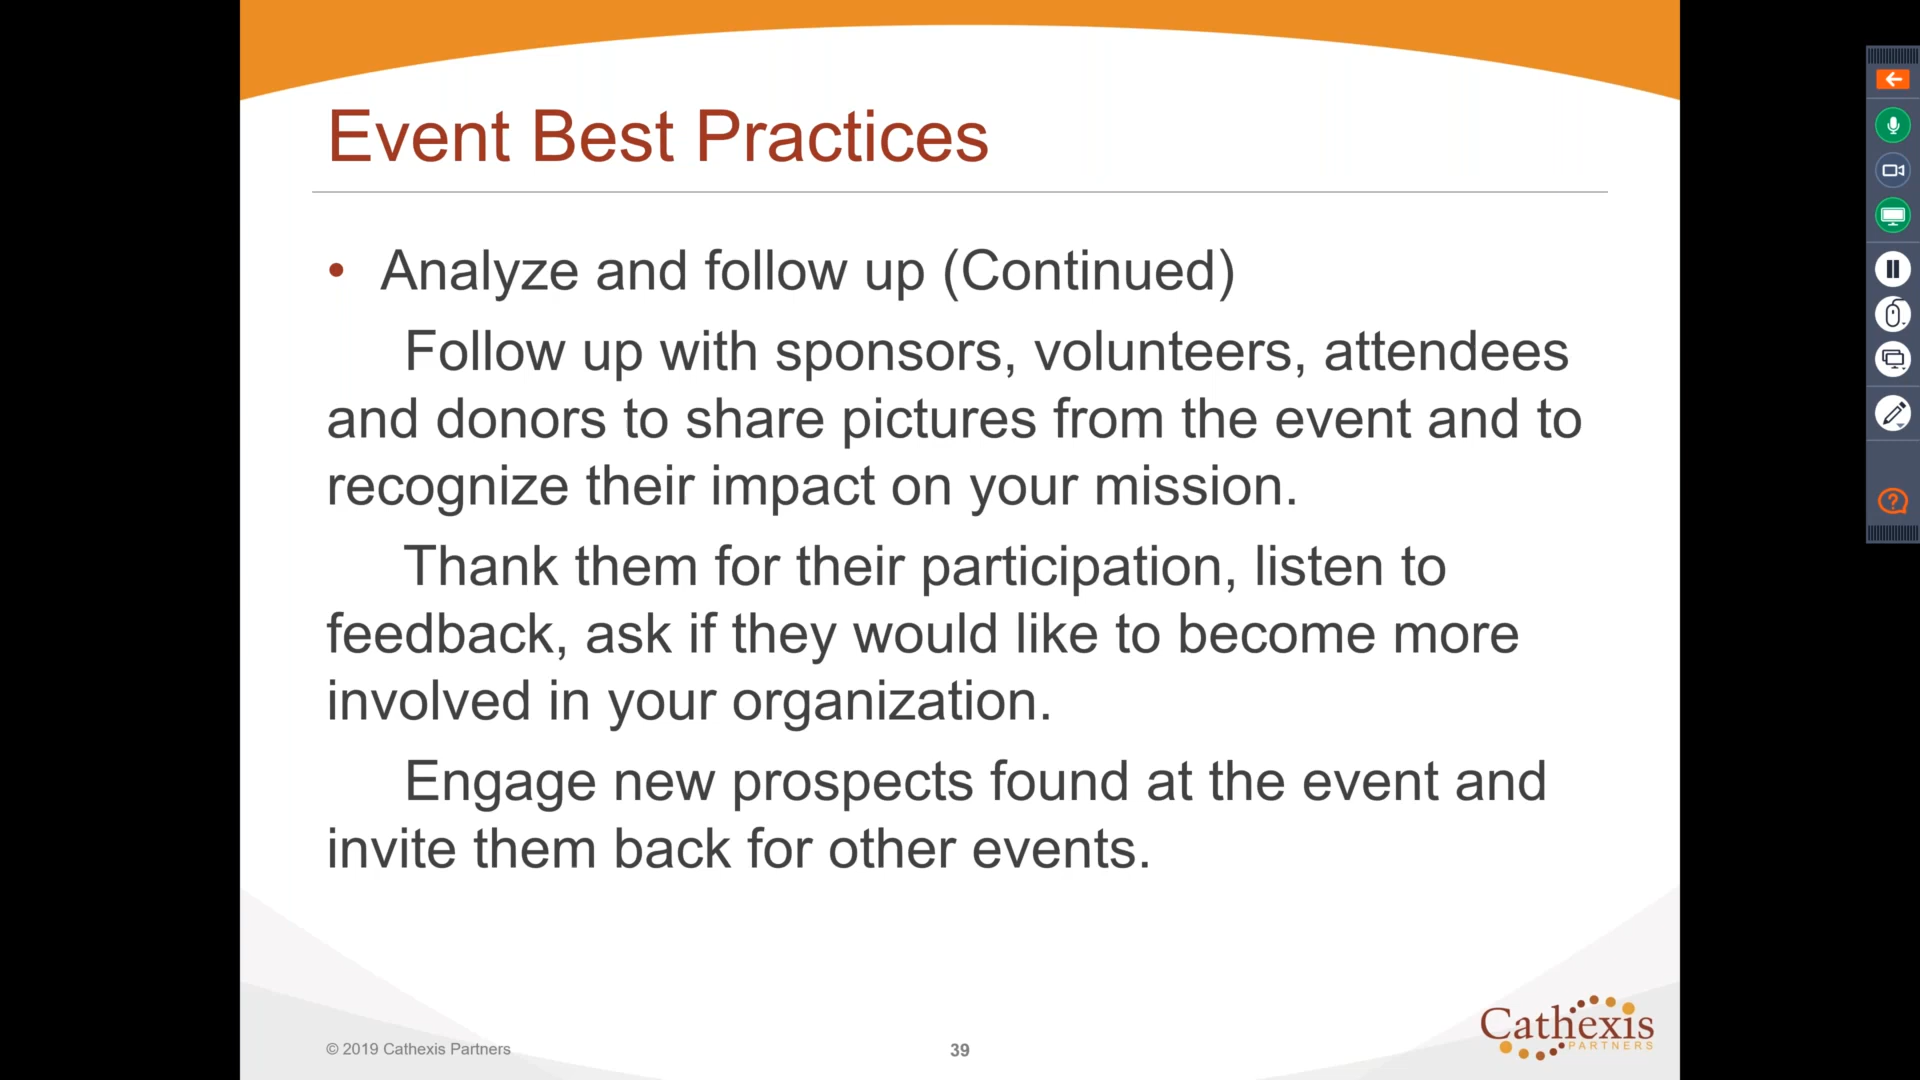 Event Best Practices
• Analyze and follow up (Continued)
Follow up with sponsors, volunteers, attendees
and donors to share pictures from the event and to
recognize their impact on your mission.
Thank them for their participation, listen to
feedback, ask if they would like to become more
involved in your organization.
Engage new prospects found at the event and
invite them back for other events.
© 2019 Cathexis Partners
39
Cathexis
PARTNERS